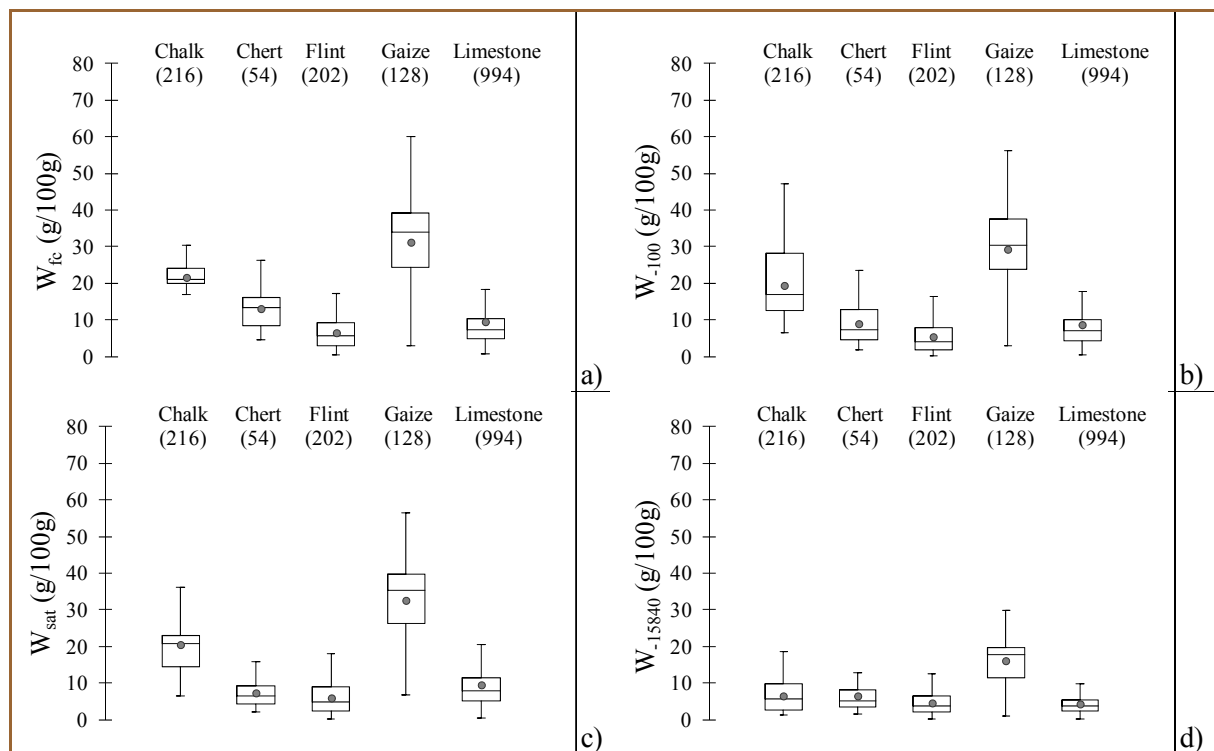 Chalk Chert Flint Gaize Limestone
(216) (54) (202) (128) (994)
80
70
60
50
40
30
20
10
0
W_fc (g/100g)
a)
Chalk Chert Flint Gaize Limestone
(216) (54) (202) (128) (994)
80
70
60
50
40
30
20
10
0
W_-100 (g/100g)
b)
Chalk Chert Flint Gaize Limestone
(216) (54) (202) (128) (994)
80
70
60
50
40
30
20
10
0
W_sat (g/100g)
c)
Chalk Chert Flint Gaize Limestone
(216) (54) (202) (128) (994)
80
70
60
50
40
30
20
10
0
W_-15840 (g/100g)
d)